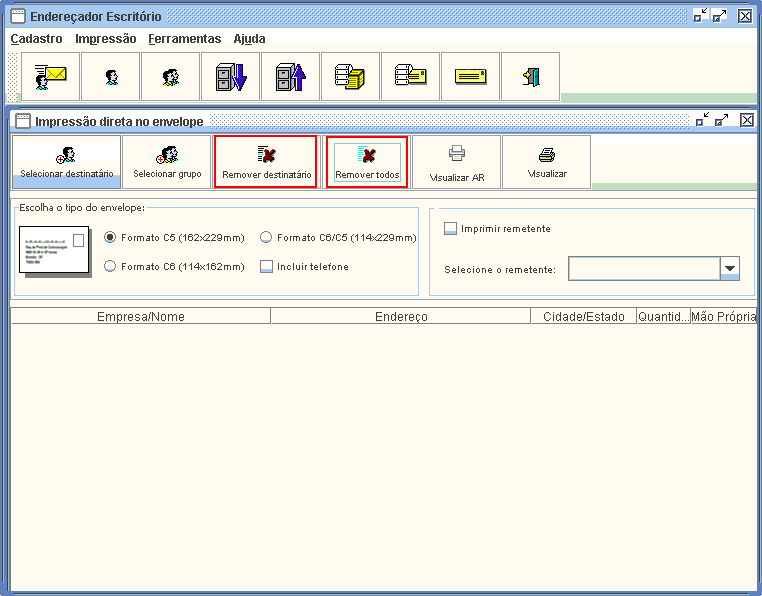 Endereçador Escritório
Cadastro Impressão Ferramentas Ajuda
Impressão direta no envelope
Selecionar destinatário Selecionar grupo Remover destinatário Remover todos Visualizar AR Visualizar
Escolha o tipo do envelope:
Formato C5 (162x229mm) Formato C6/C5 (114x229mm)
Formato C6 (114x162mm) Incluir telefone
Imprimir remetente
Selecione o remetente:
Empresa/Nome Endereço Cidade/Estado Quantid... Mão Própria